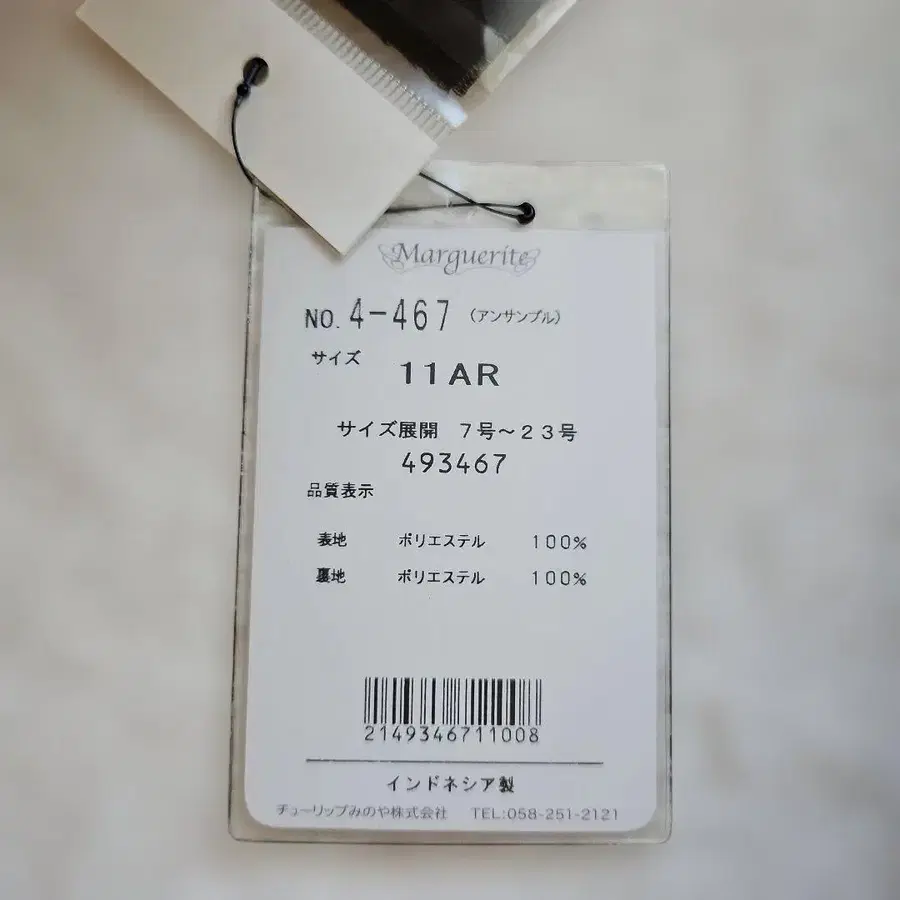 Marguerite
NO. 4-467 (アンサンブル)
サイズ
11AR
サイズ展開 7号～23号
493467
品質表示
表地 ポリエステル 100%
裏地 ポリエステル 100%
2149346711008
インドネシア製
チューリップみのや株式会社 TEL:058-251-2121